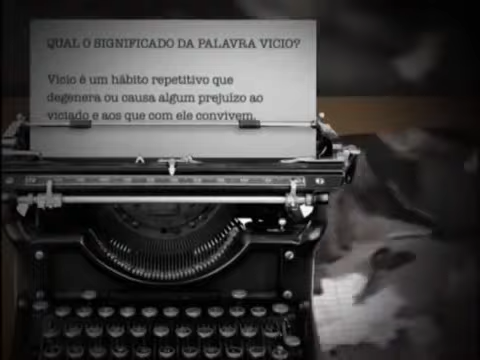 QUAL O SIGNIFICADO DA PALAVRA VICIO?
Vicio é um hábito repetitivo que
degenera ou causa algum prejuízo ao
viciado e aos que com ele convivem.